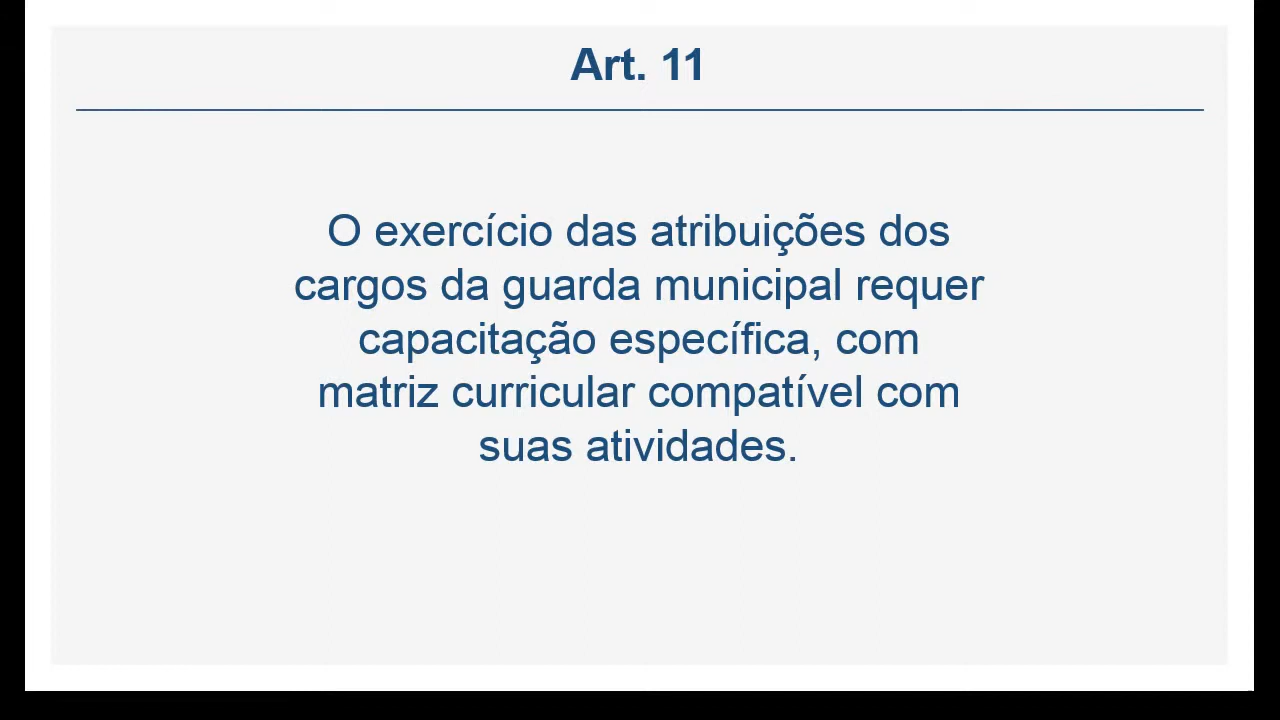 Art. 11
O exercício das atribuições dos
cargos da guarda municipal requer
capacitação específica, com
matriz curricular compatível com
suas atividades.